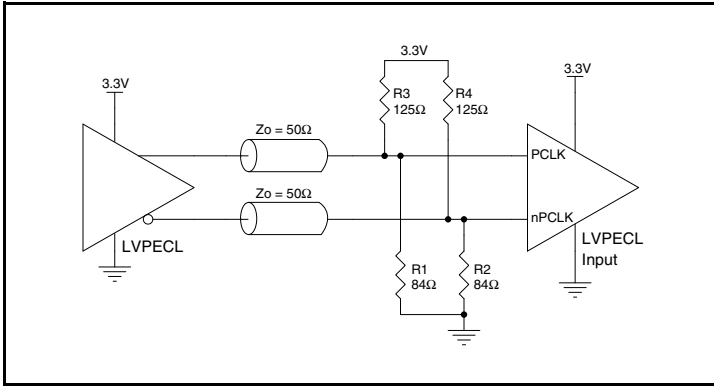 3.3V
3.3V
3.3V
R3
125Ω
R4
125Ω
Zo = 50Ω
PCLK
Zo = 50Ω
nPCLK
LVPECL
LVPECL
Input
R1
84Ω
R2
84Ω